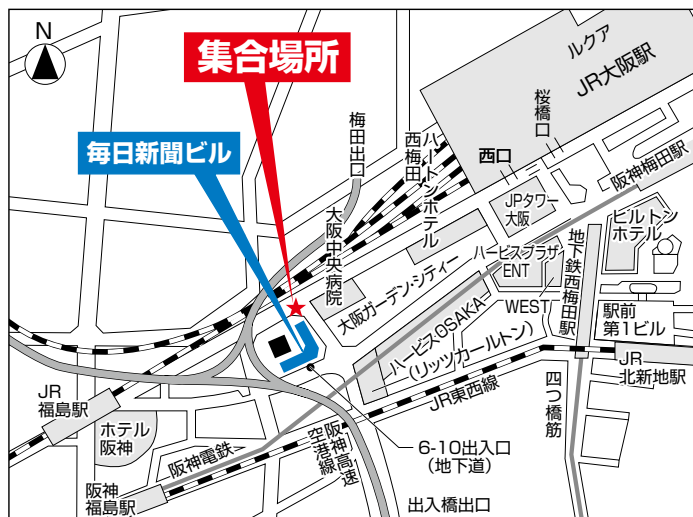 N
集合場所
毎日新聞ビル
ルクア
JR大阪駅
桜橋口
西口
梅田出口
西梅田
ハートンホテル
阪神梅田駅
JPタワー
大阪
大阪中央病院
ヒルトン
ホテル
ハービスプラザ
ENT
地下鉄西梅田駅
大阪ガーデン・シティー
WEST
駅前
第1ビル
ハービスOSAKA
(リッツカールトン)
JR
北新地駅
JR東西線
四つ橋筋
JR
福島駅
ホテル
阪神
阪神電鉄
阪神高速
空港線
6-10出入口
(地下道)
阪神
福島駅
出入橋出口